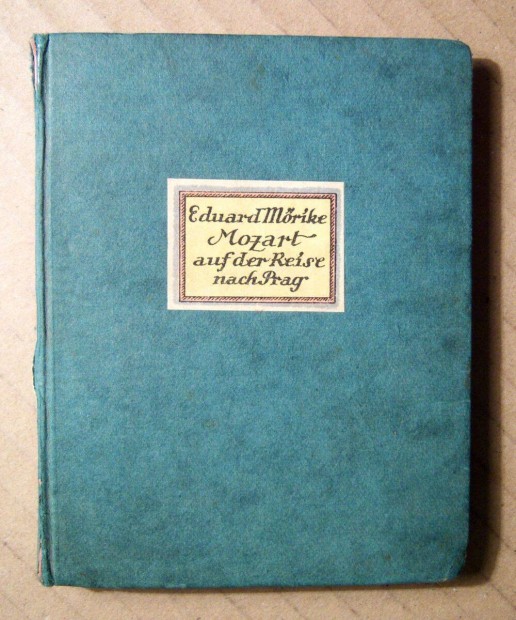 Eduard Mörike
Mozart
auf der Reise
nach Prag